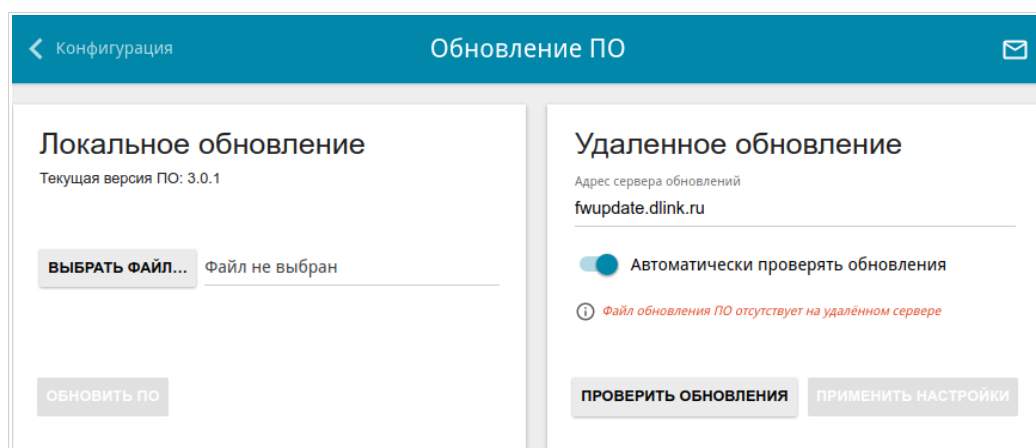 Конфигурация
Обновление ПО
Локальное обновление
Текущая версия ПО: 3.0.1
ВЫБРАТЬ ФАЙЛ...
Файл не выбран
ОБНОВИТЬ ПО
Удаленное обновление
Адрес сервера обновлений
fwupdate.dlink.ru
Автоматически проверять обновления
Файл обновления ПО отсутствует на удалённом сервере
ПРОВЕРИТЬ ОБНОВЛЕНИЯ
ПРИМЕНИТЬ НАСТРОЙКИ